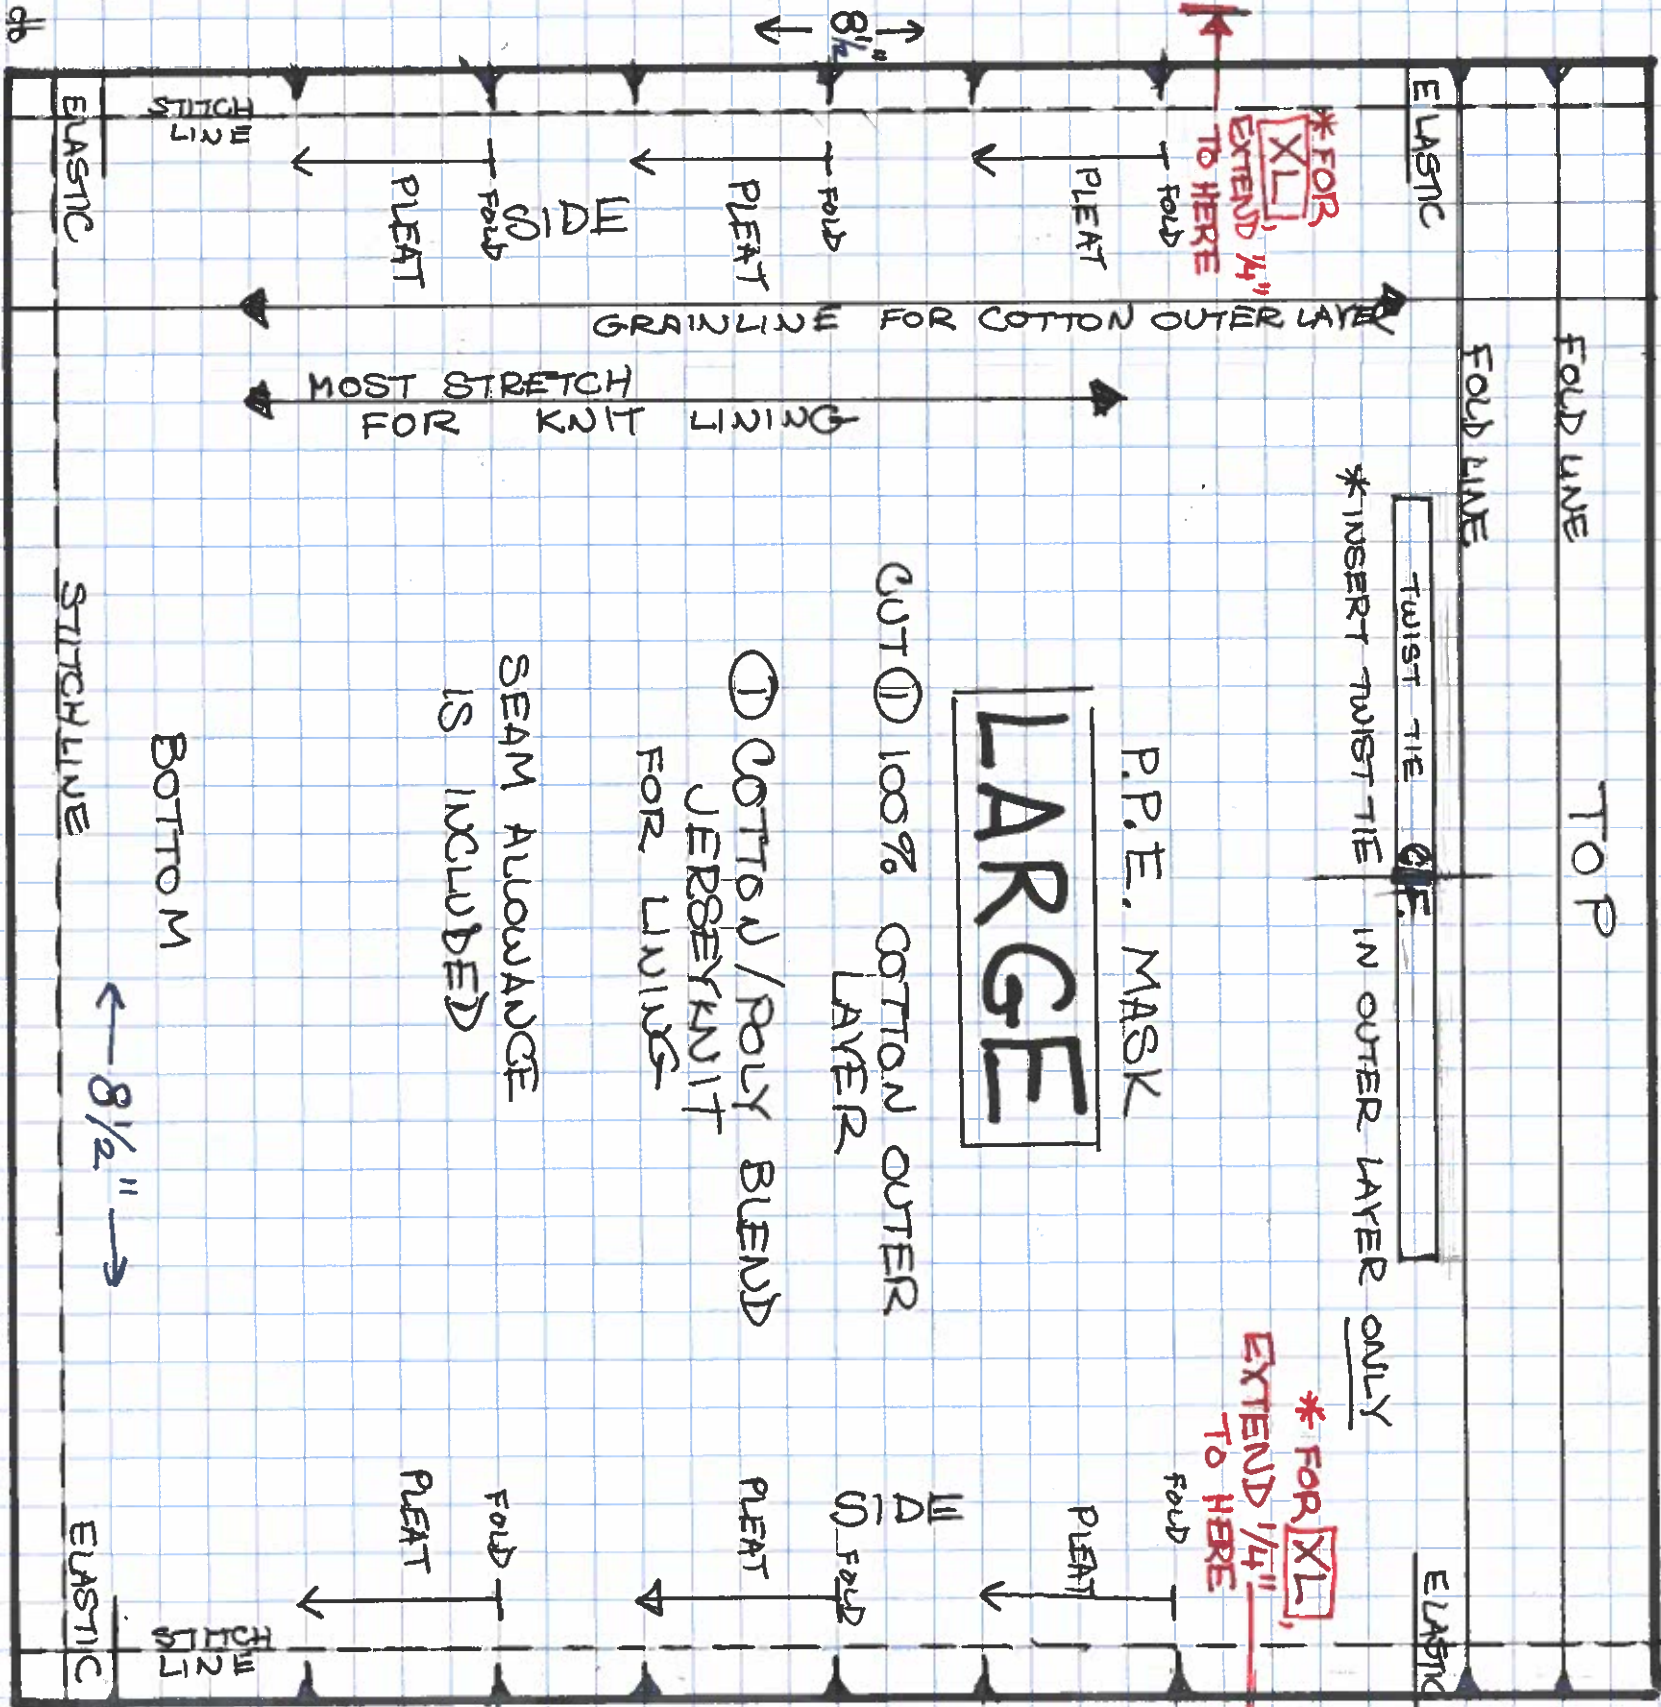 TOP
FOLD LINE
FOLD LINE
ELASTIC
TWIST TIE
ELASTIC
*INSERT TWIST TIE IN OUTER LAYER ONLY
* FOR
XL,
EXTEND 1/4"
TO HERE
* FOR XL,
EXTEND 1/4"
TO HERE
FOLD
PLEAT
FOLD
PLEAT
SIDE
FOLD
PLEAT
STITCH
LINE
GRAINLINE FOR COTTON OUTER LAYER
MOST STRETCH
FOR KNIT LINING
P.P.E. MASK
LARGE
CUT 1 100% COTTON OUTER
LAYER
1 COTTON/POLY BLEND
JERSEY KNIT
FOR LINING
SEAM ALLOWANCE
IS INCLUDED
FOLD
PLEAT
SIDE
FOLD
PLEAT
FOLD
PLEAT
STITCH
LINE
8 1/2"
BOTTOM
8 1/2"
ELASTIC
STITCH LINE
ELASTIC